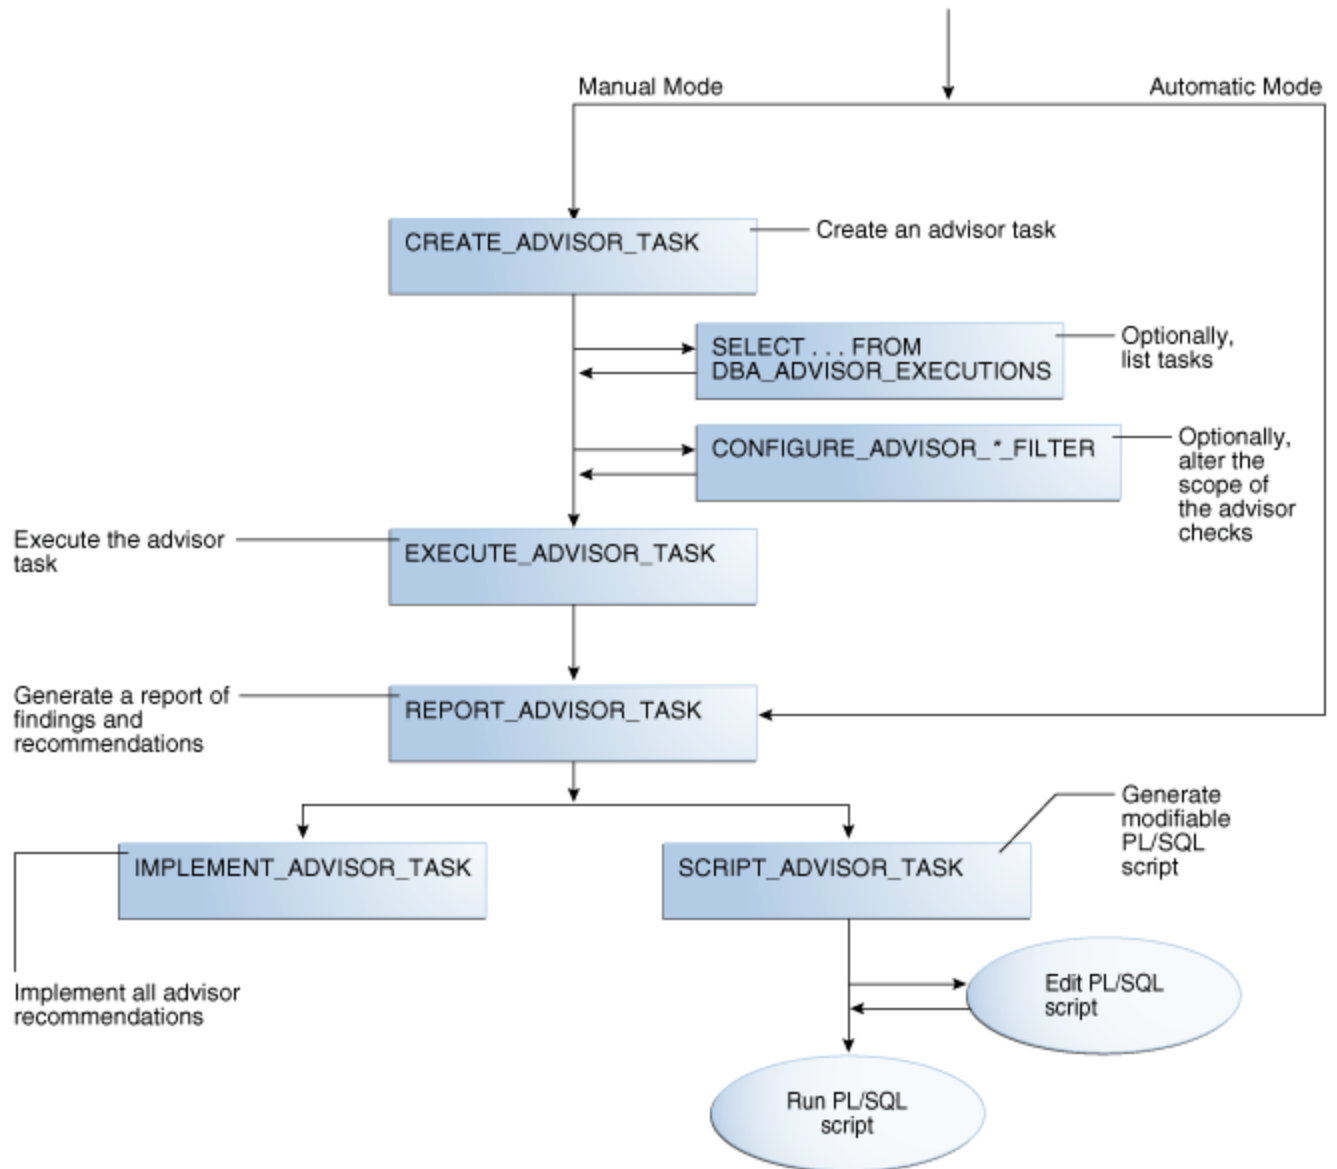 Manual Mode
Automatic Mode
CREATE_ADVISOR_TASK
Create an advisor task
SELECT . . . FROM
DBA_ADVISOR_EXECUTIONS
Optionally,
list tasks
CONFIGURE_ADVISOR_*_FILTER
Optionally,
alter the
scope of
the advisor
checks
Execute the advisor
task
EXECUTE_ADVISOR_TASK
Generate a report of
findings and
recommendations
REPORT_ADVISOR_TASK
IMPLEMENT_ADVISOR_TASK
Implement all advisor
recommendations
SCRIPT_ADVISOR_TASK
Generate
modifiable
PL/SQL
script
Edit PL/SQL
script
Run PL/SQL
script